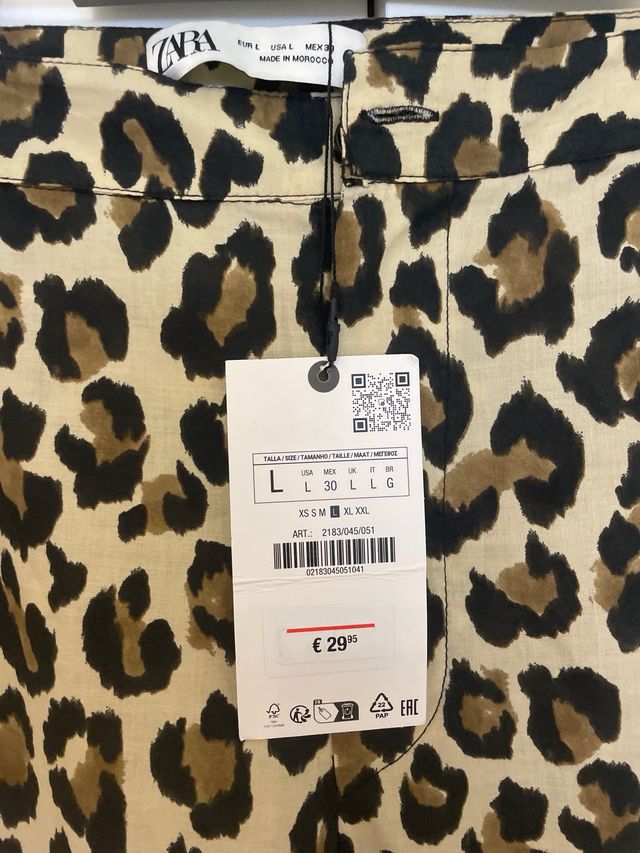 ZARA
EUR L USA L MEX 30
MADE IN MOROCCO
TALLA / SIZE / TAMANHO / TAILLE / MAAT / ΜΕΓΕΘΟΣ
L
USA MEX UK IT BR
L 30 L L G
XS S M L XL XXL
ART.: 2183/045/051
02183045051041
€ 29 95
FSC
FR
22
PAP
EAC